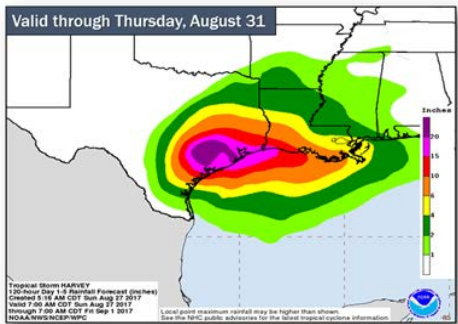 Valid through Thursday, August 31
Inches
20
15
10
6
4
2
1
Tropical Storm HARVEY
120-hour Day 1-5 Rainfall Forecast (inches)
Created 5:16 AM CDT Sun Aug 27 2017
Valid 7:00 AM CDT Sun Aug 27 2017
through 7:00 AM CDT Fri Sep 1 2017
NOAA/NWS/NCEP/WPC
Local point maximum rainfall may be higher than shown.
See the NHC public advisories for the latest tropical cyclone information